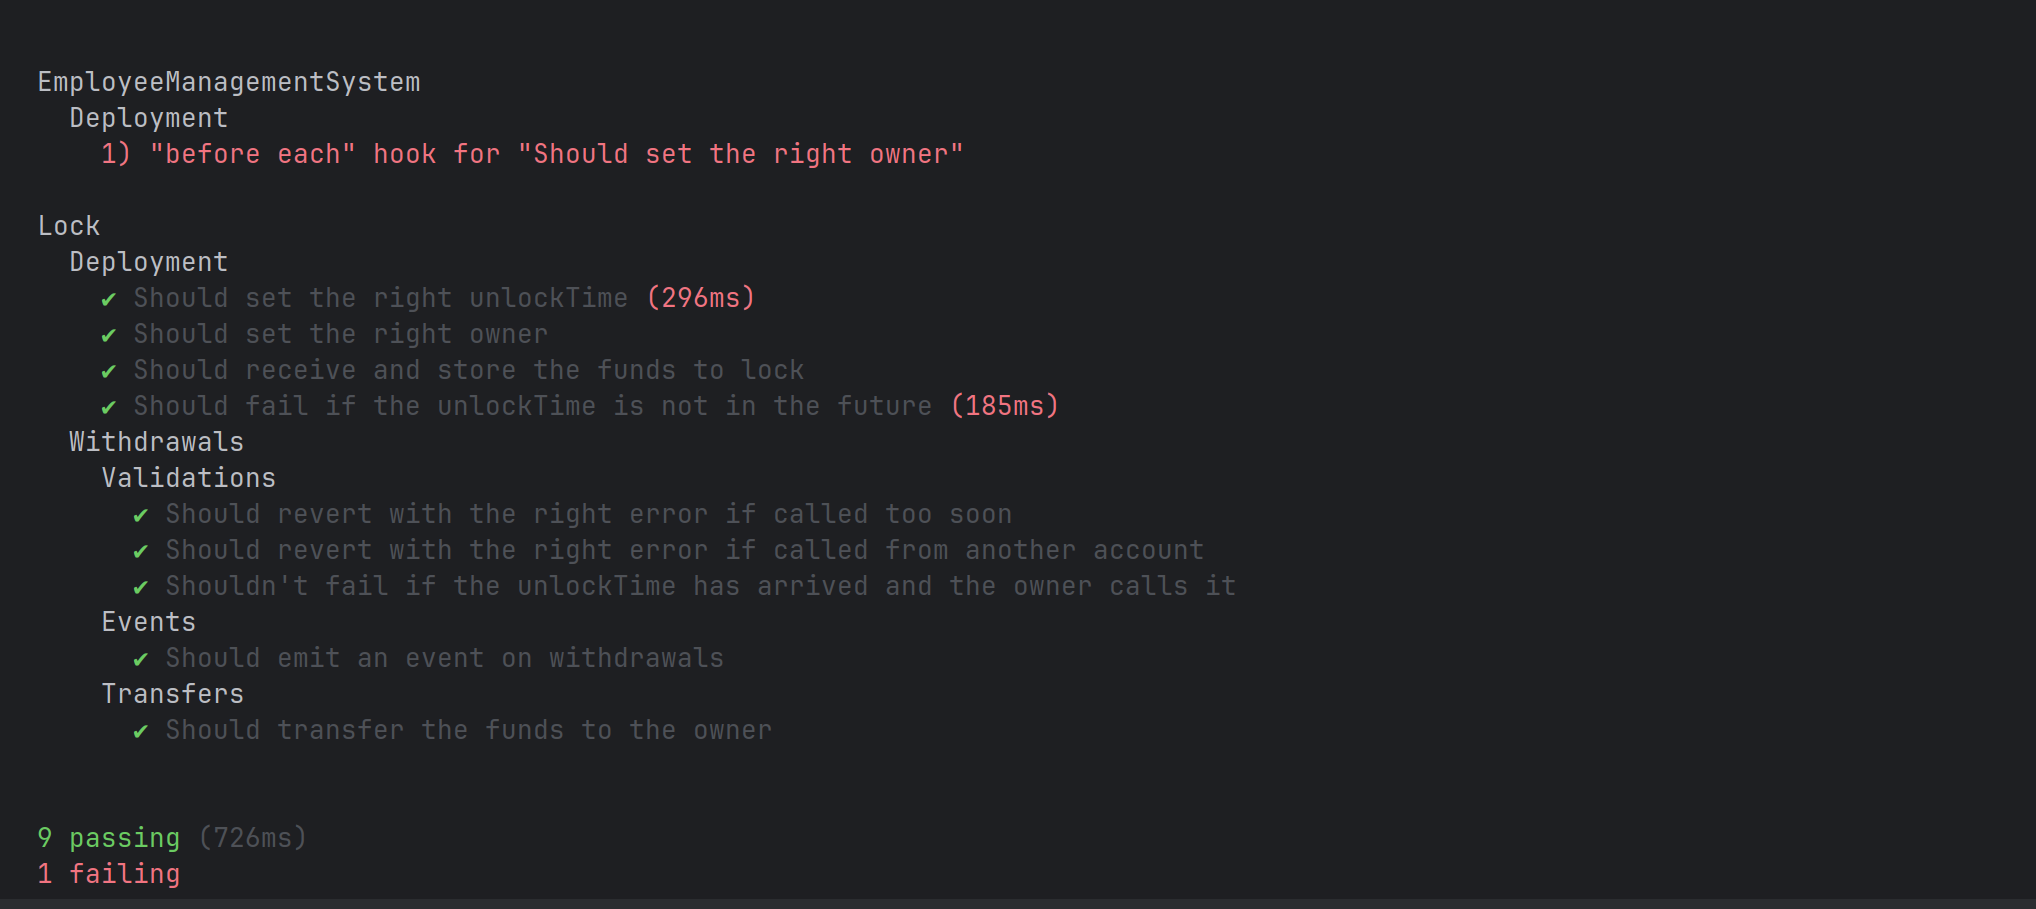 EmployeeManagementSystem
Deployment
1) "before each" hook for "Should set the right owner"
Lock
Deployment
✔ Should set the right unlockTime (296ms)
✔ Should set the right owner
✔ Should receive and store the funds to lock
✔ Should fail if the unlockTime is not in the future (185ms)
Withdrawals
Validations
✔ Should revert with the right error if called too soon
✔ Should revert with the right error if called from another account
✔ Shouldn't fail if the unlockTime has arrived and the owner calls it
Events
✔ Should emit an event on withdrawals
Transfers
✔ Should transfer the funds to the owner
9 passing (726ms)
1 failing